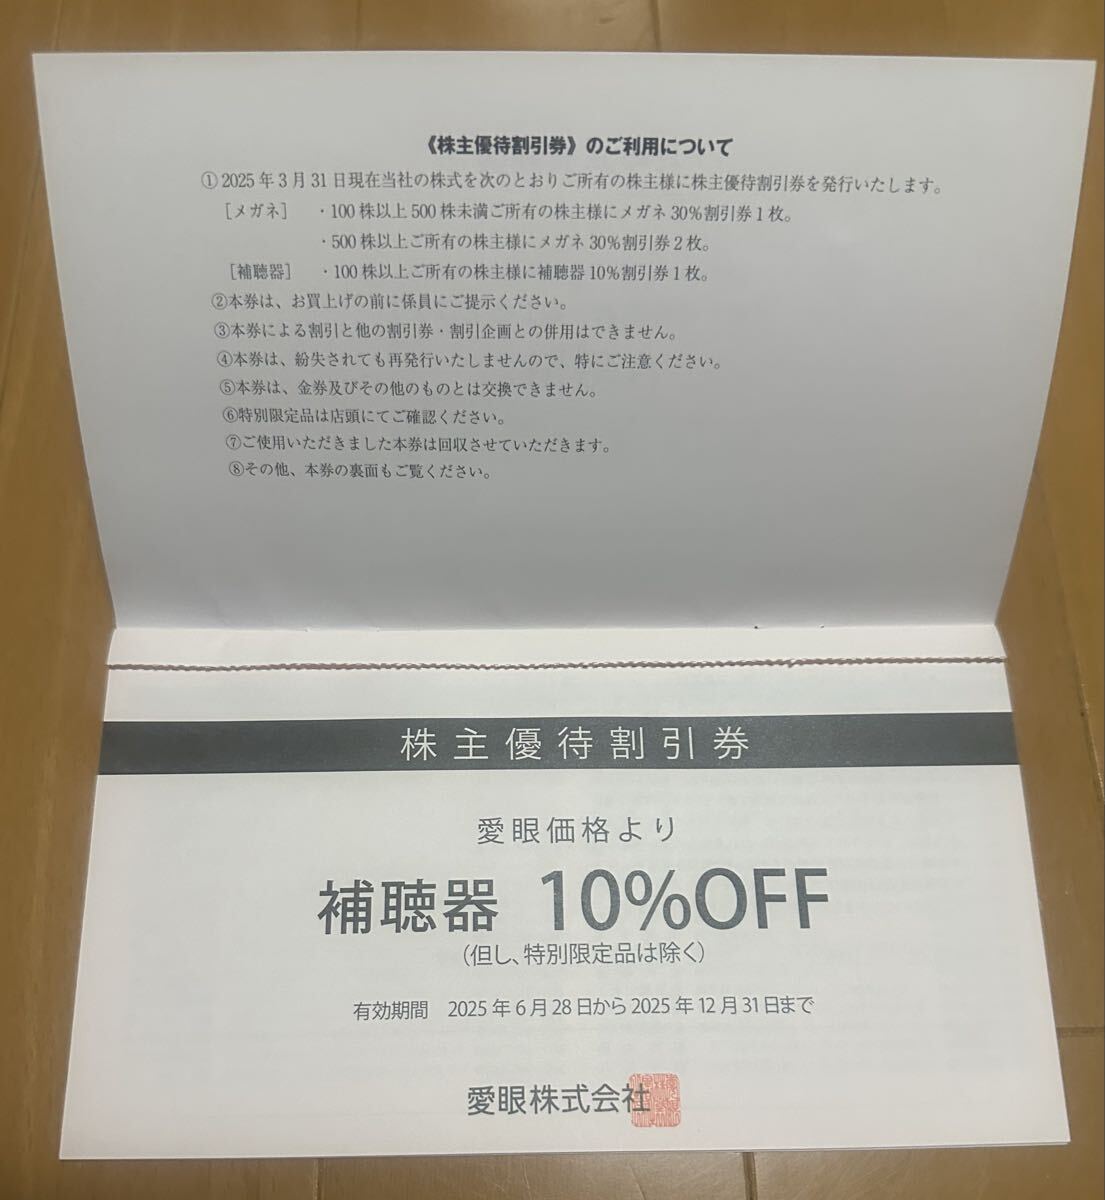 《株主優待割引券》のご利用について
①2025年3月31日現在当社の株式を次のとおりご所有の株主様に株主優待割引券を発行いたします。
［メガネ］ ・100株以上500株未満ご所有の株主様にメガネ30%割引券1枚。
・500株以上ご所有の株主様にメガネ30%割引券2枚。
［補聴器］ ・100株以上ご所有の株主様に補聴器10%割引券1枚。
②本券は、お買上げの前に係員にご提示ください。
③本券による割引と他の割引券・割引企画との併用はできません。
④本券は、紛失されても再発行いたしませんので、特にご注意ください。
⑤本券は、金券及びその他のものとは交換できません。
⑥特別限定品は店頭にてご確認ください。
⑦ご使用いただきました本券は回収させていただきます。
⑧その他、本券の裏面もご覧ください。
株主優待割引券
愛眼価格より
補聴器 10%OFF
（但し、特別限定品は除く）
有効期間 2025年6月28日から2025年12月31日まで
愛眼株式会社